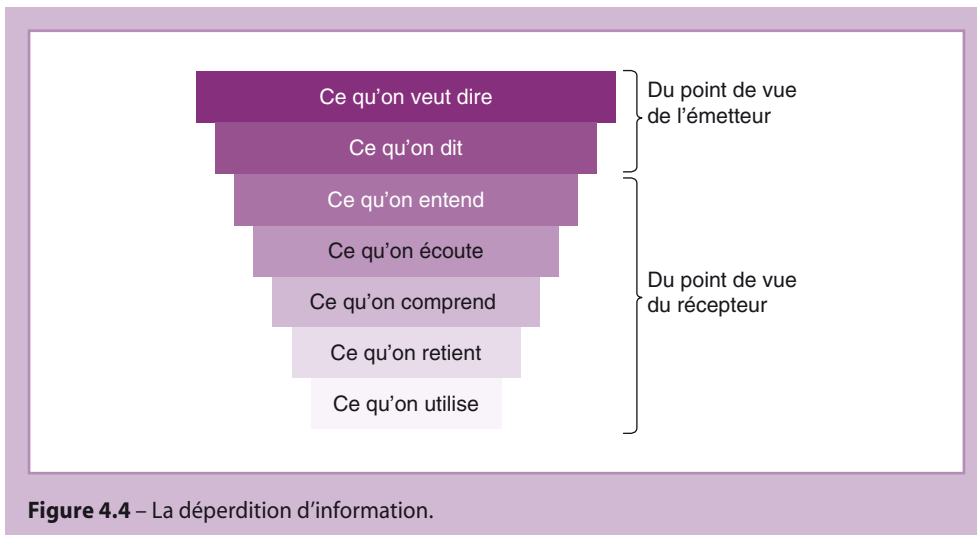 Ce qu’on veut dire
Ce qu’on dit
Du point de vue
de l’émetteur
Ce qu’on entend
Ce qu’on écoute
Ce qu’on comprend
Ce qu’on retient
Ce qu’on utilise
Du point de vue
du récepteur
Figure 4.4 – La déperdition d’information.